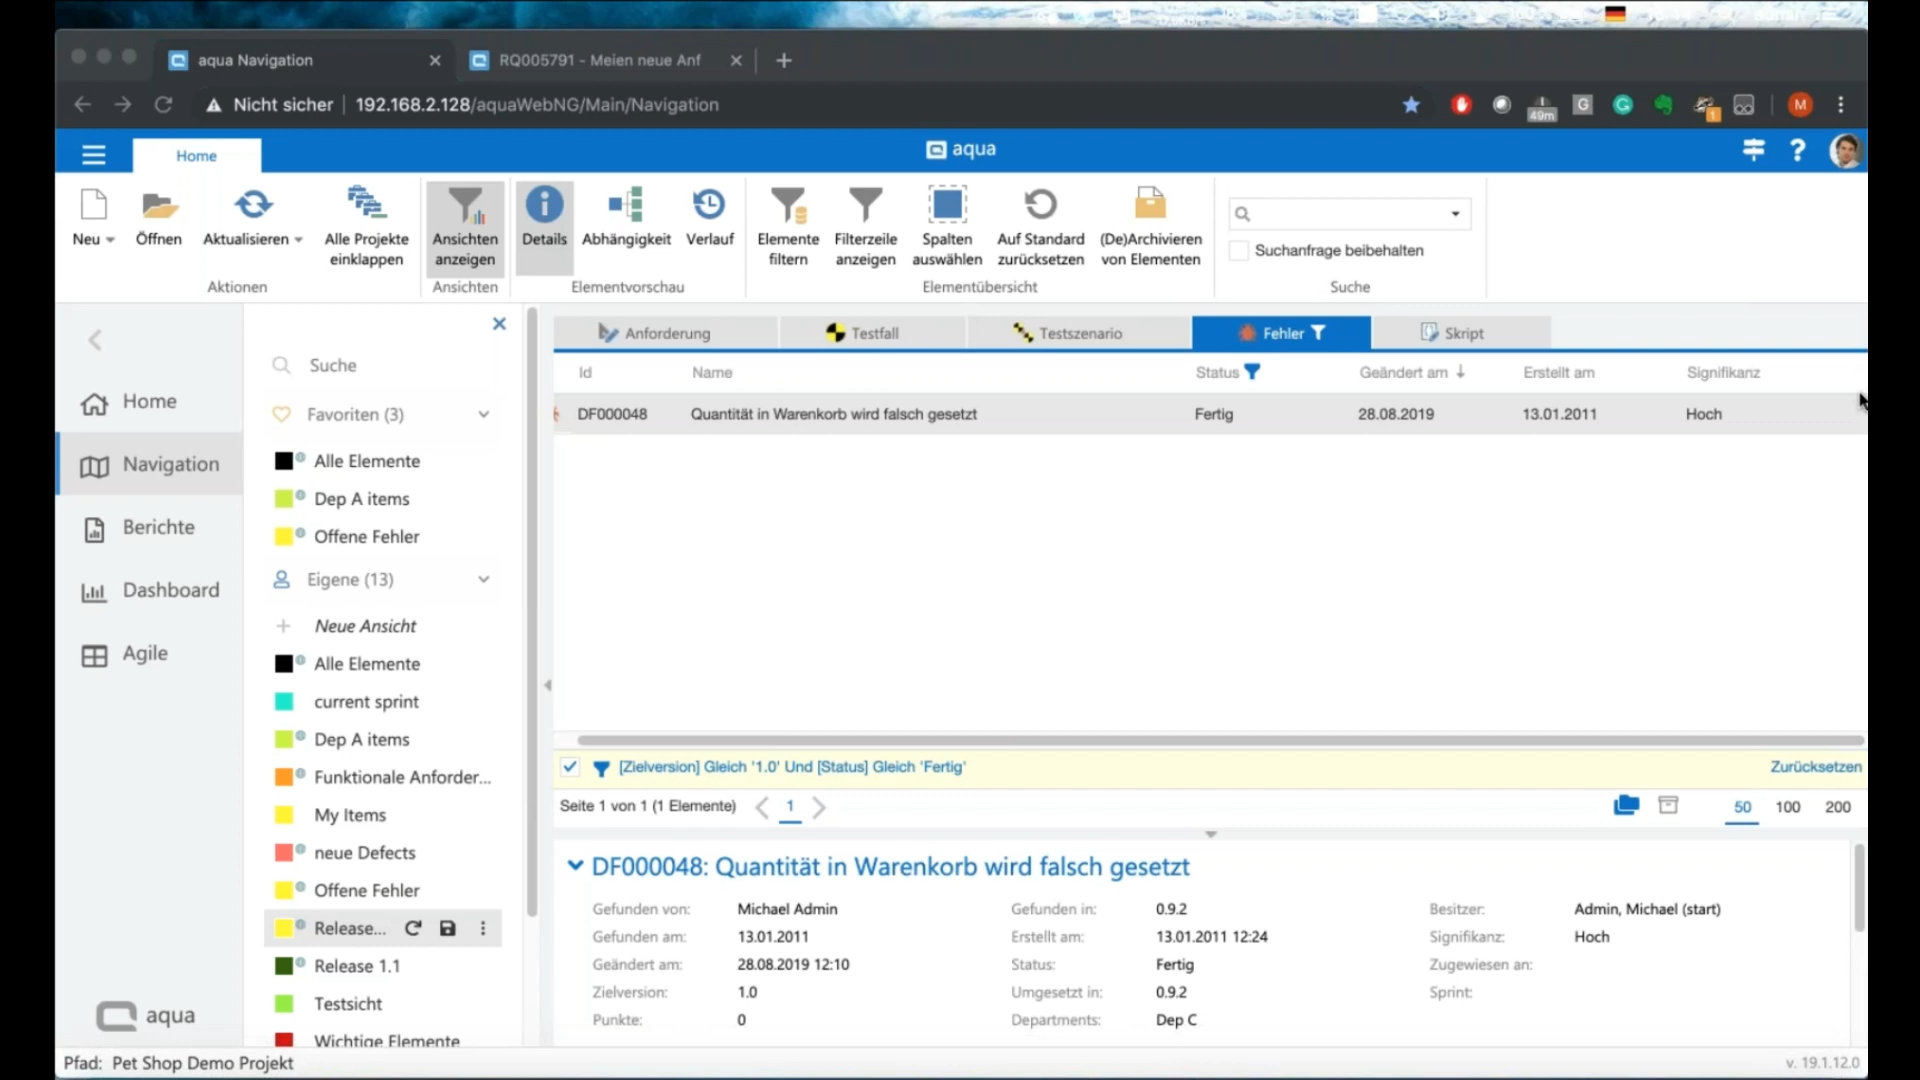 aqua Navigation
RQ005791 - Meien neue Anf
Nicht sicher
192.168.2.128/aquaWebNG/Main/Navigation
49m
G
1
M
Home
aqua
?
Neu
Öffnen
Aktualisieren
Alle Projekte
einklappen
Aktionen
Ansichten
anzeigen
Ansichten
Details
Abhängigkeit
Verlauf
Elementvorschau
Elemente
filtern
Filterzeile
anzeigen
Spalten
auswählen
Auf Standard
zurücksetzen
(De)Archivieren
von Elementen
Elementübersicht
Suchanfrage beibehalten
Suche
Home
Navigation
Berichte
Dashboard
Agile
aqua
Suche
Favoriten (3)
Alle Elemente
Dep A items
Offene Fehler
Eigene (13)
Neue Ansicht
Alle Elemente
current sprint
Dep A items
Funktionale Anforder...
My Items
neue Defects
Offene Fehler
Release...
Release 1.1
Testsicht
Wichtige Elemente
Anforderung
Testfall
Testszenario
Fehler
Skript
Id Name Status Geändert am Erstellt am Signifikanz
DF000048 Quantität in Warenkorb wird falsch gesetzt Fertig 28.08.2019 13.01.2011 Hoch
[Zielversion] Gleich '1.0' Und [Status] Gleich 'Fertig'
Zurücksetzen
Seite 1 von 1 (1 Elemente) 1
50 100 200
DF000048: Quantität in Warenkorb wird falsch gesetzt
Gefunden von: Michael Admin Gefunden in: 0.9.2 Besitzer: Admin, Michael (start)
Gefunden am: 13.01.2011 Erstellt am: 13.01.2011 12:24 Signifikanz: Hoch
Geändert am: 28.08.2019 12:10 Status: Fertig Zugewiesen an:
Zielversion: 1.0 Umgesetzt in: 0.9.2 Sprint:
Punkte: 0 Departments: Dep C
Pfad: Pet Shop Demo Projekt
v. 19.1.12.0